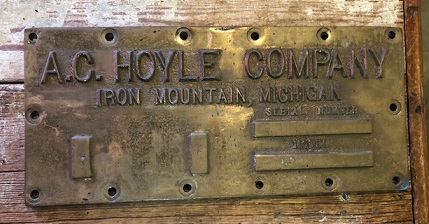 A.C. HOYLE COMPANY
IRON MOUNTAIN, MICHIGAN
SERIAL NUMBER